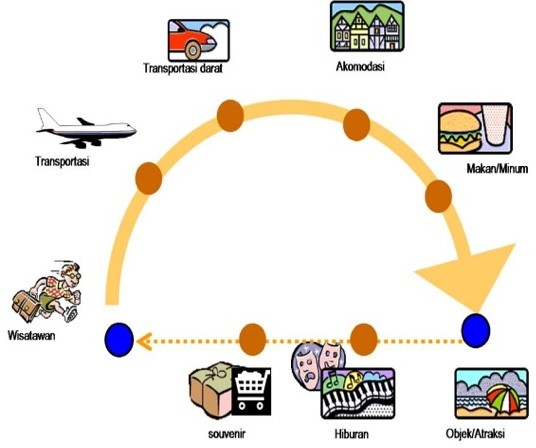 Transportasi darat
Akomodasi
Transportasi
Makan/Minum
Wisatawan
souvenir
Hiburan
Objek/Atraksi